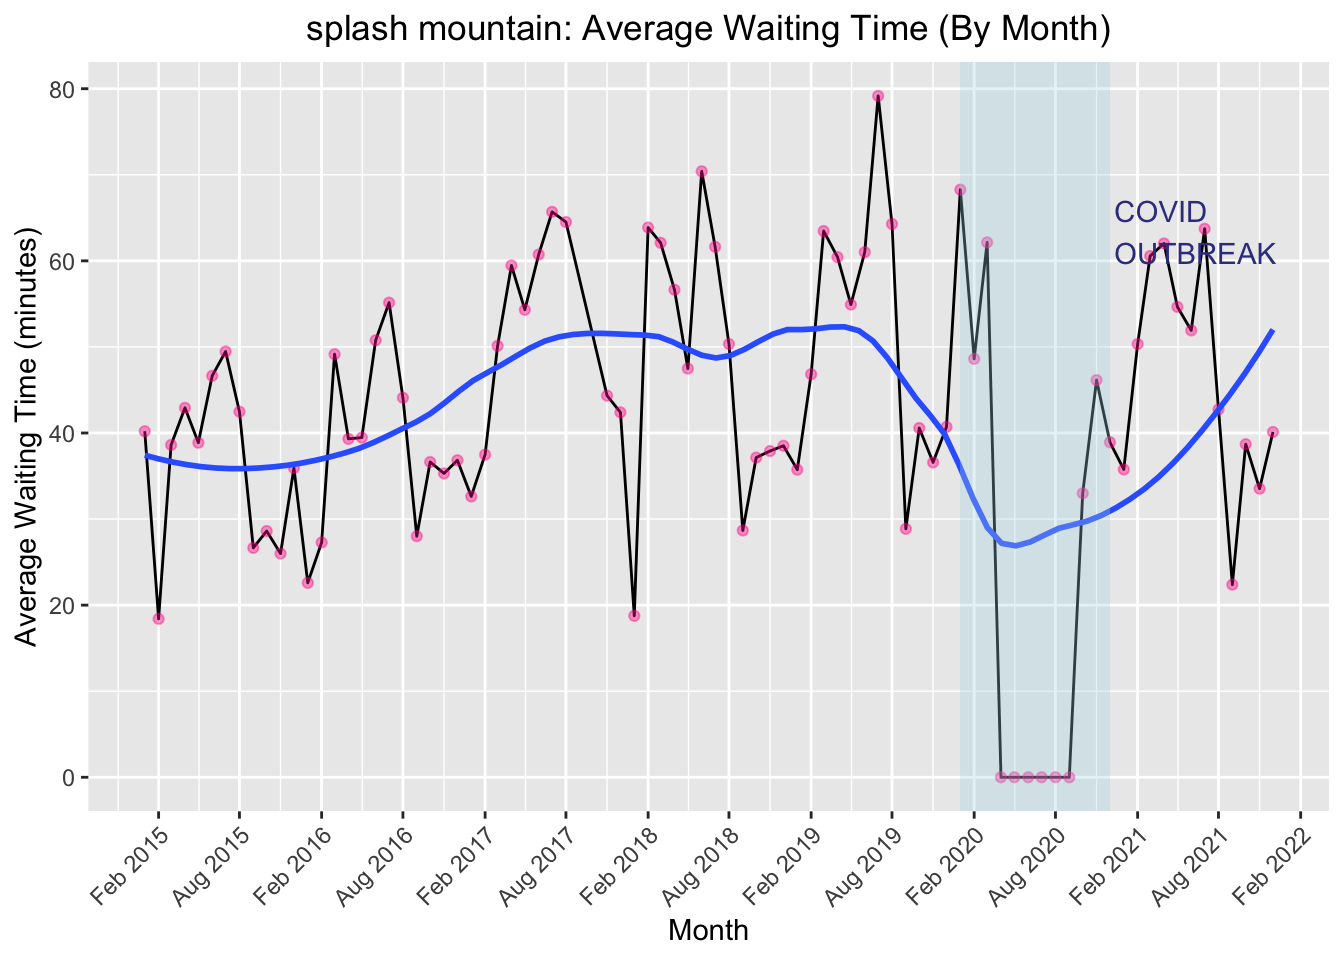 splash mountain: Average Waiting Time (By Month)
Average Waiting Time (minutes)
80
60
40
20
0
COVID
OUTBREAK
Feb 2015
Aug 2015
Feb 2016
Aug 2016
Feb 2017
Aug 2017
Feb 2018
Aug 2018
Feb 2019
Aug 2019
Feb 2020
Aug 2020
Feb 2021
Aug 2021
Feb 2022
Month